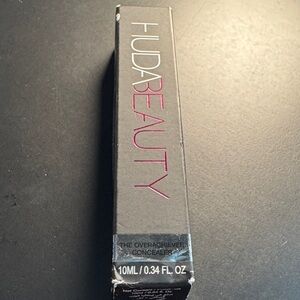 HUDABEAUTY
THE OVERACHIEVER
CONCEALER
10ML / 0.34 FL. OZ